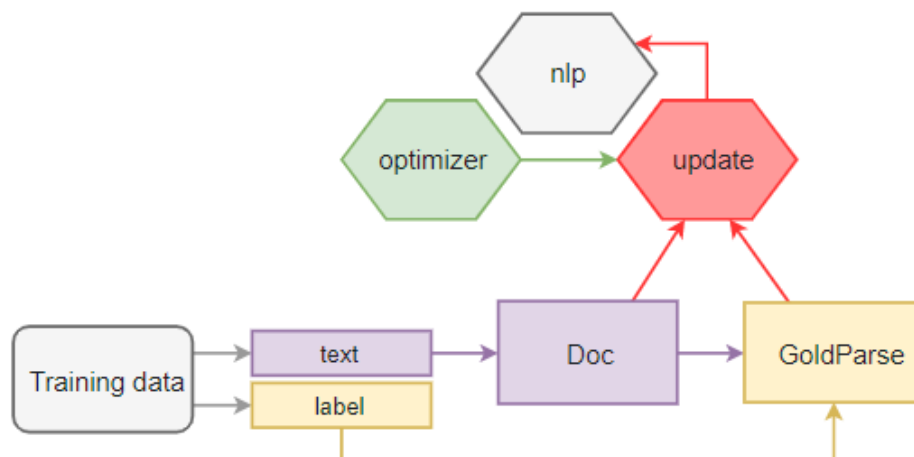 nlp
optimizer
update
text
Doc
GoldParse
Training data
label